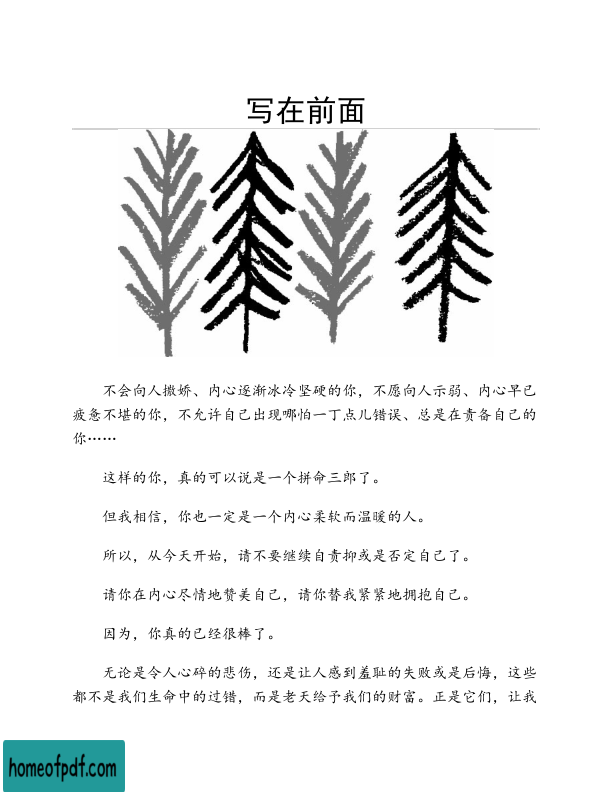 写在前面
不会向人撒娇、内心逐渐冰冷坚硬的你，不愿向人示弱、内心早已
疲惫不堪的你，不允许自己出现哪怕一丁点儿错误、总是在责备自己的
你……
这样的你，真的可以说是一个拼命三郎了。
但我相信，你也一定是一个内心柔软而温暖的人。
所以，从今天开始，请不要继续自责抑或是否定自己了。
请你在内心尽情地赞美自己，请你替我紧紧地拥抱自己。
因为，你真的已经很棒了。
无论是令人心碎的悲伤，还是让人感到羞耻的失败或是后悔，这些
都不是我们生命中的过错，而是老天给予我们的财富。正是它们，让我
homeofpdf.com